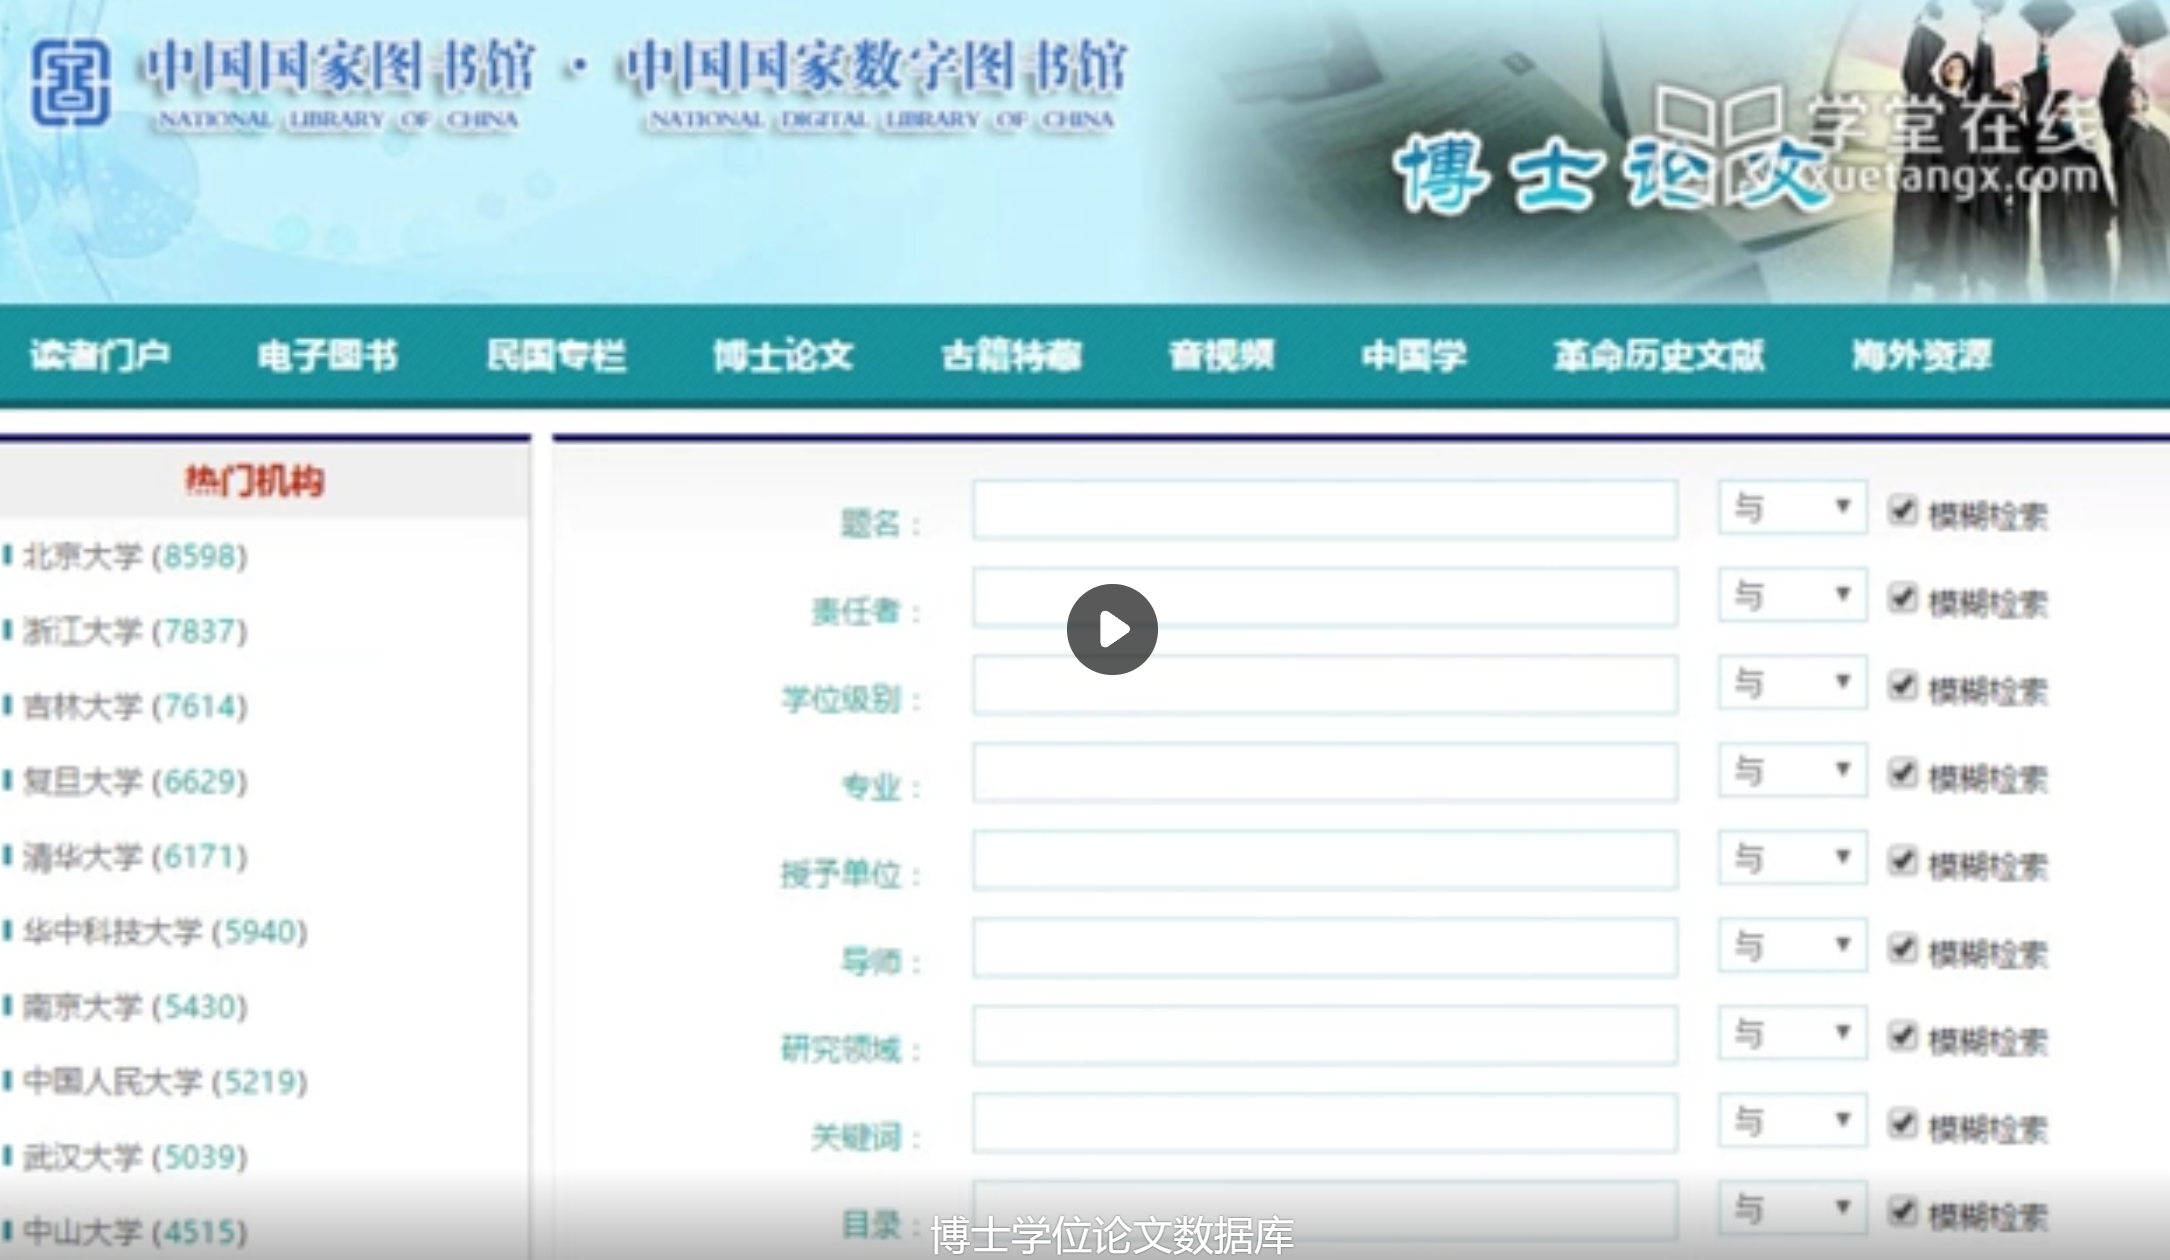 中国国家图书馆 · 中国国家数字图书馆
NATIONAL LIBRARY OF CHINA NATIONAL DIGITAL LIBRARY OF CHINA
学堂在线
博士论文 xuetangx.com
读者门户 电子图书 民国专栏 博士论文 古籍特藏 音视频 中国学 革命历史文献 海外资源
热门机构
北京大学 (8598)
浙江大学 (7837)
吉林大学 (7614)
复旦大学 (6629)
清华大学 (6171)
华中科技大学 (5940)
南京大学 (5430)
中国人民大学 (5219)
武汉大学 (5039)
中山大学 (4515)
题名： 与 模糊检索
责任者： 与 模糊检索
学位级别： 与 模糊检索
专业： 与 模糊检索
授予单位： 与 模糊检索
导师： 与 模糊检索
研究领域： 与 模糊检索
关键词： 与 模糊检索
目录： 与 模糊检索
博士学位论文数据库